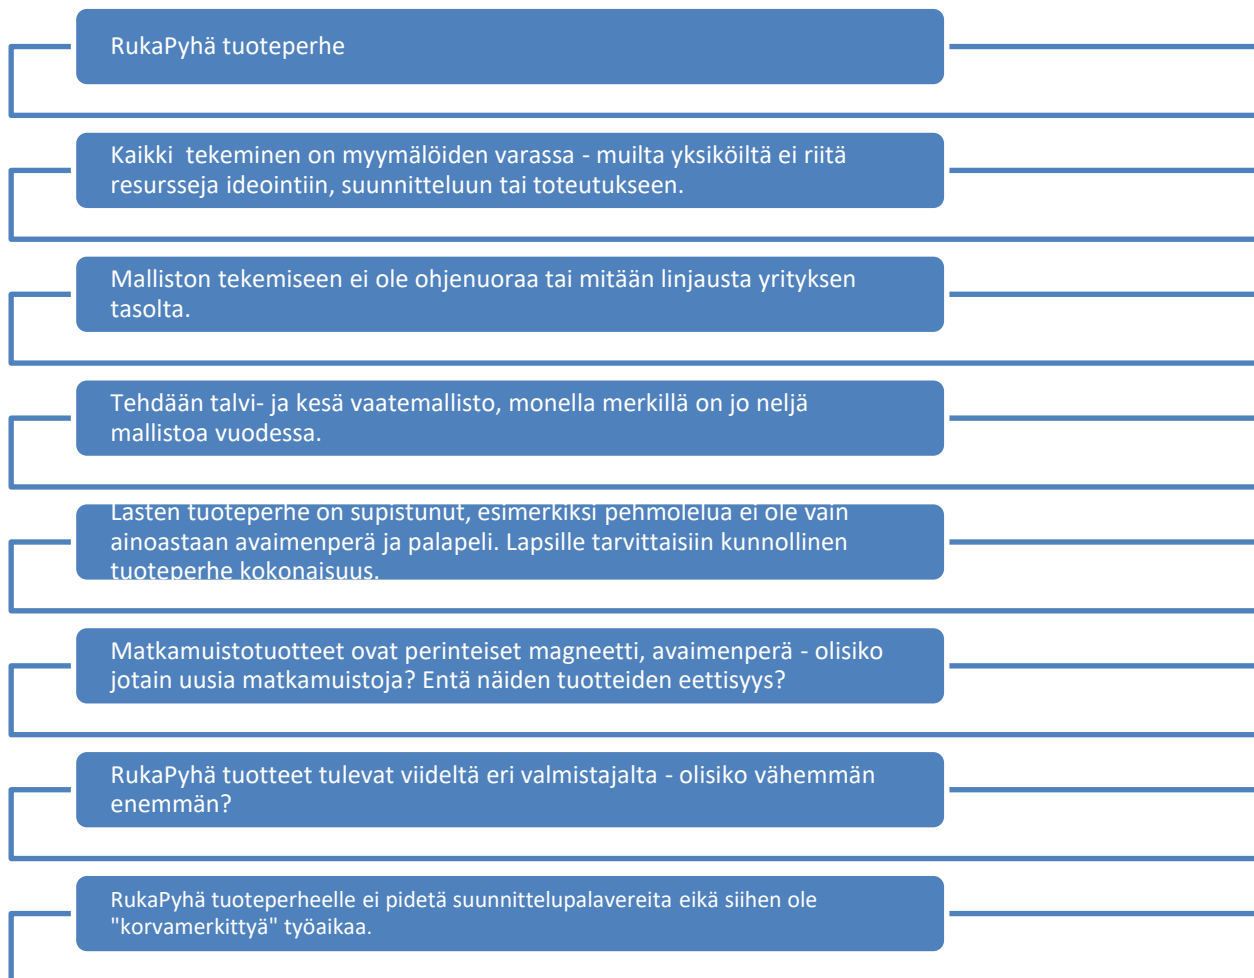 RukaPyhä tuoteperhe
Kaikki  tekeminen on myymälöiden varassa - muilta yksiköiltä ei riitä
resursseja ideointiin, suunnitteluun tai toteutukseen.
Malliston tekemiseen ei ole ohjenuoraa tai mitään linjausta yrityksen
tasolta.
Tehdään talvi- ja kesä vaatemallisto, monella merkillä on jo neljä
mallistoa vuodessa.
Lasten tuoteperhe on supistunut, esimerkiksi pehmolelua ei ole vain
ainoastaan avaimenperä ja palapeli. Lapsille tarvittaisiin kunnollinen
tuoteperhe kokonaisuus.
Matkamuistotuotteet ovat perinteiset magneetti, avaimenperä - olisiko
jotain uusia matkamuistoja? Entä näiden tuotteiden eettisyys?
RukaPyhä tuotteet tulevat viideltä eri valmistajalta - olisiko vähemmän
enemmän?
RukaPyhä tuoteperheelle ei pidetä suunnittelupalavereita eikä siihen ole
"korvamerkittyä" työaikaa.